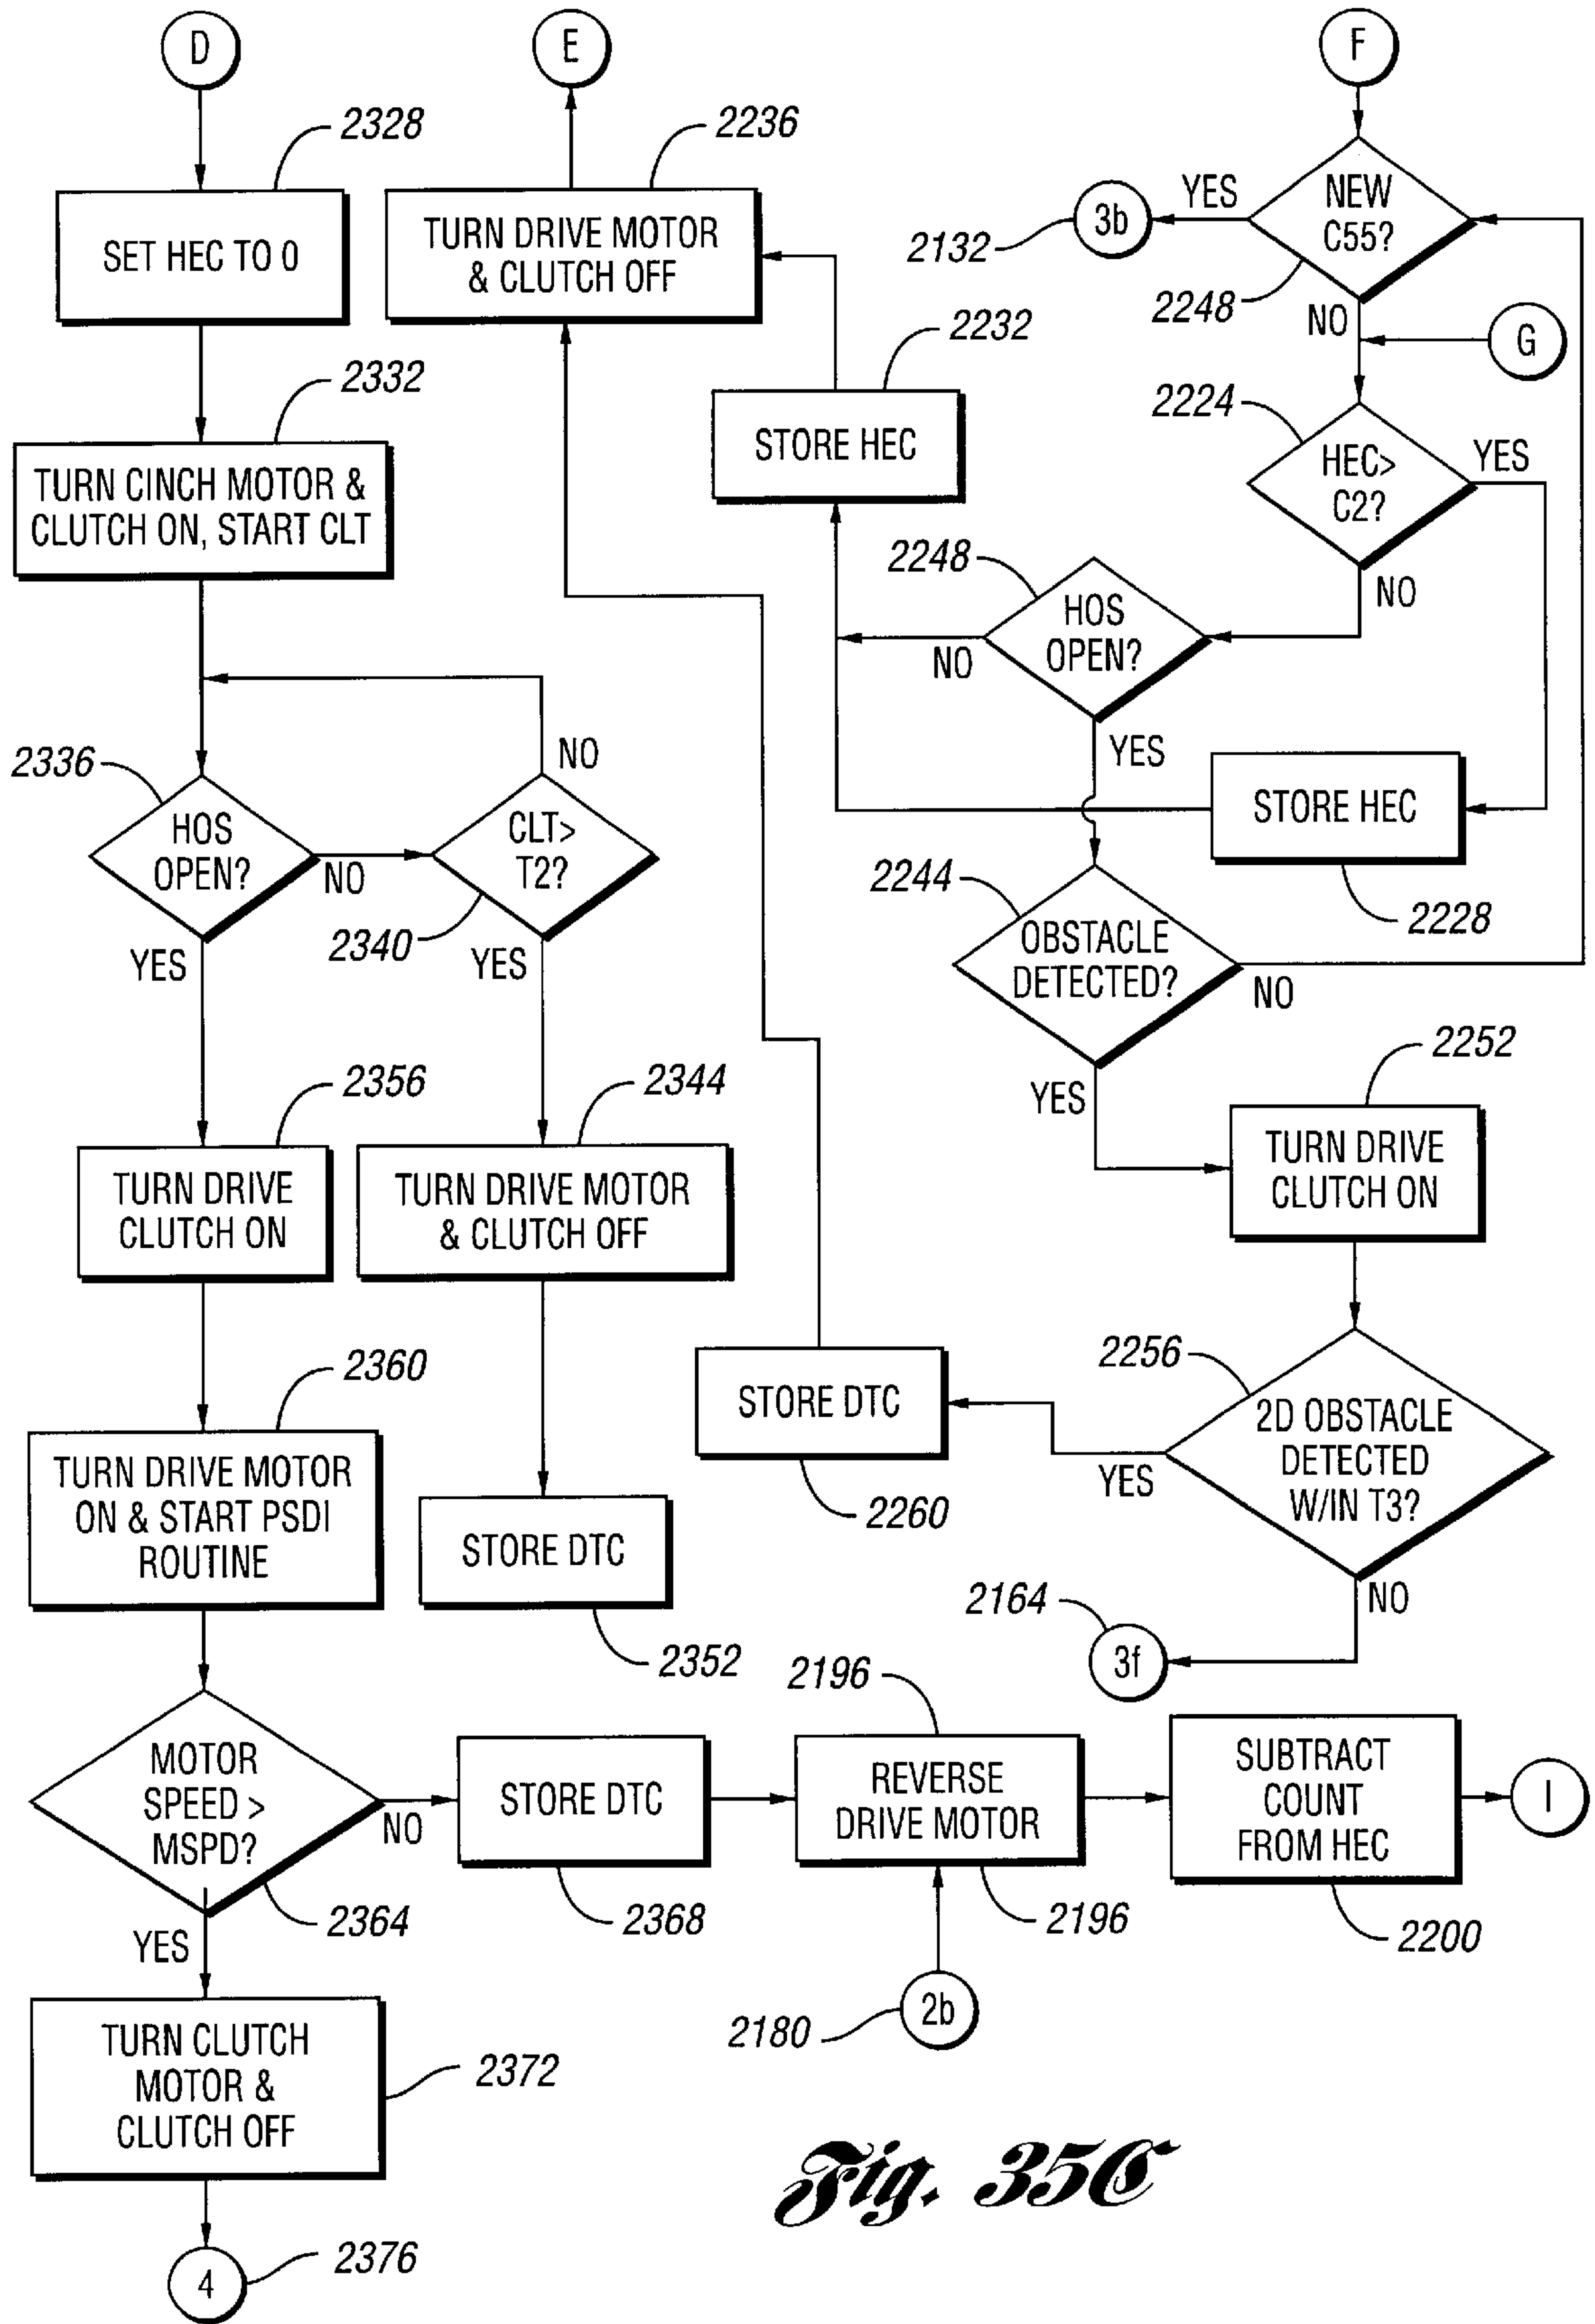 D
2328
SET HEC TO 0
2332
TURN CINCH MOTOR &
CLUTCH ON, START CLT
2336
HOS
OPEN?
NO
YES
CLT>
T2?
2340
NO
YES
2356
TURN DRIVE
CLUTCH ON
2344
TURN DRIVE MOTOR
& CLUTCH OFF
2360
TURN DRIVE MOTOR
ON & START PSDI
ROUTINE
STORE DTC
2352
MOTOR
SPEED >
MSPD?
2364
NO
YES
STORE DTC
2368
2196
REVERSE
DRIVE MOTOR
2196
2180
2b
SUBTRACT
COUNT
FROM HEC
2200
I
TURN CLUTCH
MOTOR &
CLUTCH OFF
2372
4
2376
E
2236
TURN DRIVE MOTOR
& CLUTCH OFF
2232
STORE HEC
F
NEW
C55?
YES
3b
2132
2248
NO
G
2224
HEC>
C2?
YES
NO
2248
HOS
OPEN?
NO
YES
STORE HEC
2228
2244
OBSTACLE
DETECTED?
NO
YES
2252
TURN DRIVE
CLUTCH ON
2256
2D OBSTACLE
DETECTED
W/IN T3?
YES
STORE DTC
2260
NO
2164
3f
Fig. 35C